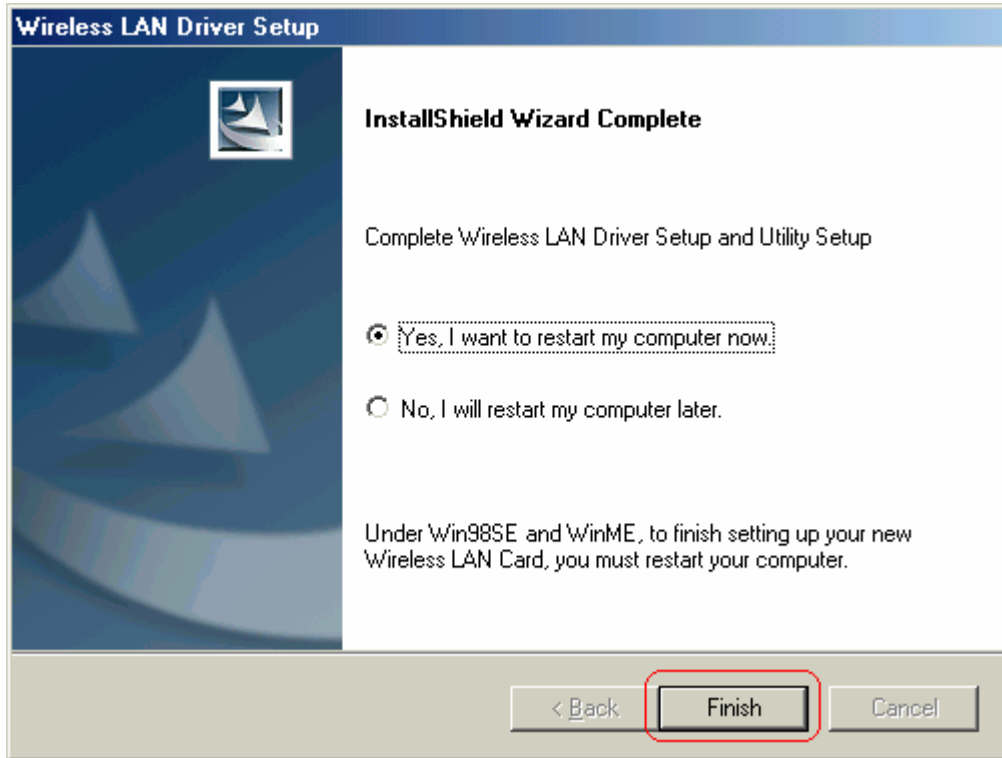 Wireless LAN Driver Setup
InstallShield Wizard Complete
Complete Wireless LAN Driver Setup and Utility Setup
Yes, I want to restart my computer now.
No, I will restart my computer later.
Under Win98SE and WinME, to finish setting up your new
Wireless LAN Card, you must restart your computer.
< Back Finish Cancel